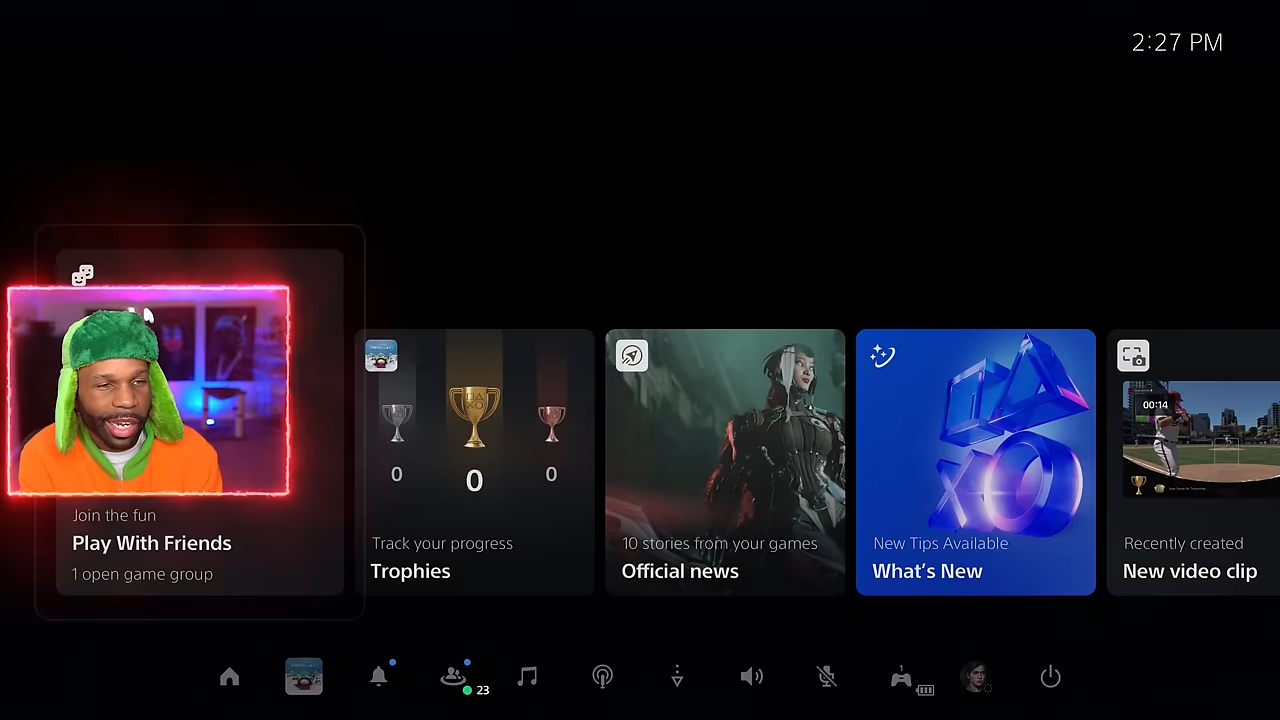 2:27 PM
Join the fun
Play With Friends
1 open game group
0
0
0
Track your progress
Trophies
10 stories from your games
Official news
New Tips Available
What's New
00:14
Recently created
New video clip
23